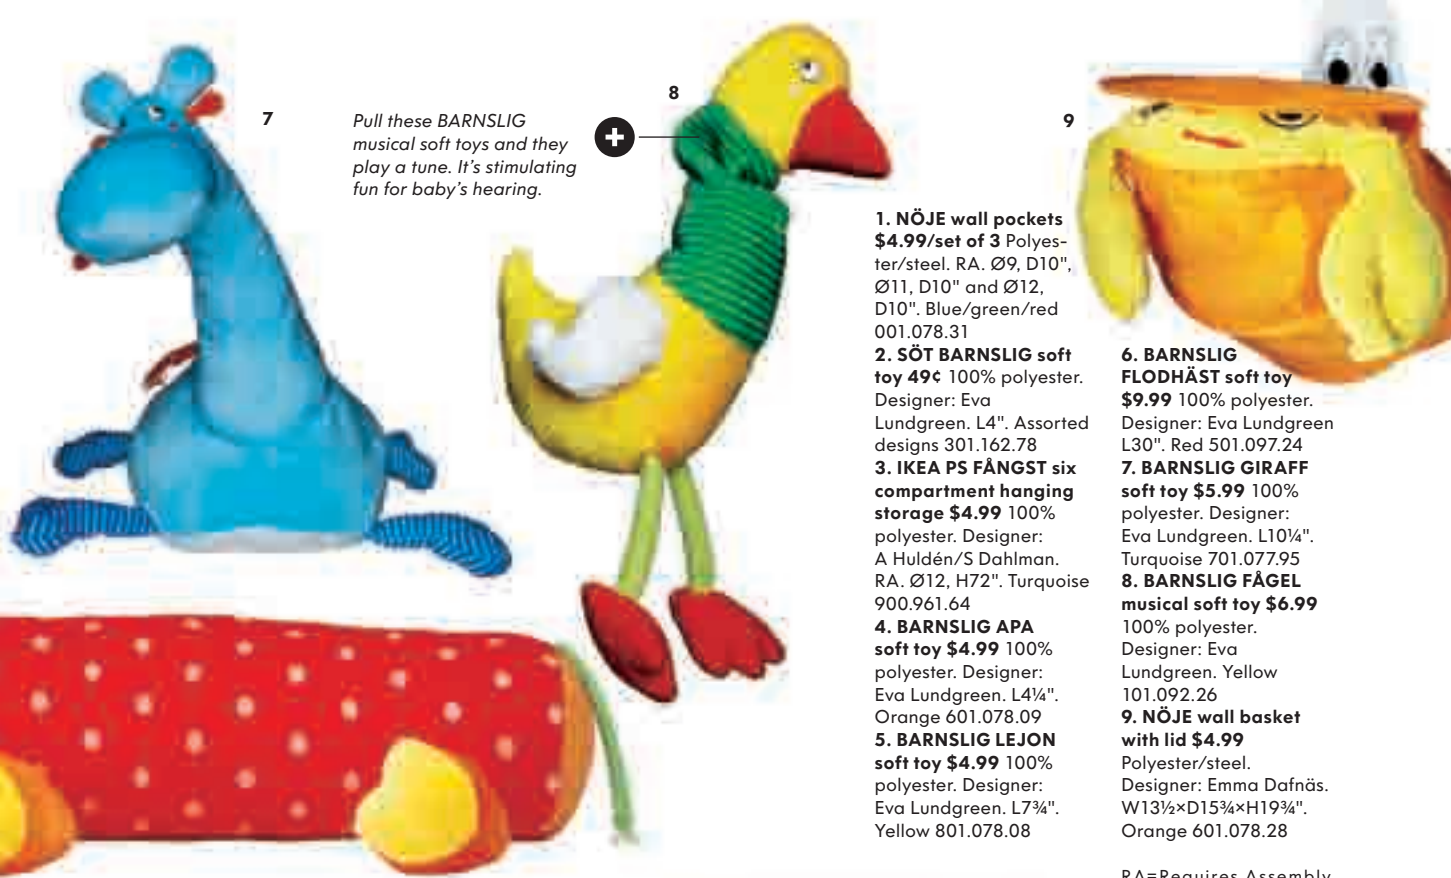 7
Pull these BARNSLIG
musical soft toys and they
play a tune. It's stimulating
fun for baby's hearing.
8
9
1. NÖJE wall pockets
$4.99/set of 3 Polyes-
ter/steel. RA. Ø9, D10",
Ø11, D10" and Ø12,
D10". Blue/green/red
001.078.31
2. SÖT BARNSLIG soft
toy 49¢ 100% polyester.
Designer: Eva
Lundgreen. L4". Assorted
designs 301.162.78
3. IKEA PS FÅNGST six
compartment hanging
storage $4.99 100%
polyester. Designer:
A Huldén/S Dahlman.
RA. Ø12, H72". Turquoise
900.961.64
4. BARNSLIG APA
soft toy $4.99 100%
polyester. Designer:
Eva Lundgreen. L4¼".
Orange 601.078.09
5. BARNSLIG LEJON
soft toy $4.99 100%
polyester. Designer:
Eva Lundgreen. L7¾".
Yellow 801.078.08
6. BARNSLIG
FLODHÄST soft toy
$9.99 100% polyester.
Designer: Eva Lundgreen
L30". Red 501.097.24
7. BARNSLIG GIRAFF
soft toy $5.99 100%
polyester. Designer:
Eva Lundgreen. L10¼".
Turquoise 701.077.95
8. BARNSLIG FÅGEL
musical soft toy $6.99
100% polyester.
Designer: Eva
Lundgreen. Yellow
101.092.26
9. NÖJE wall basket
with lid $4.99
Polyester/steel.
Designer: Emma Dafnäs.
W13½×D15¾×H19¾".
Orange 601.078.28
RA=Requires Assembly